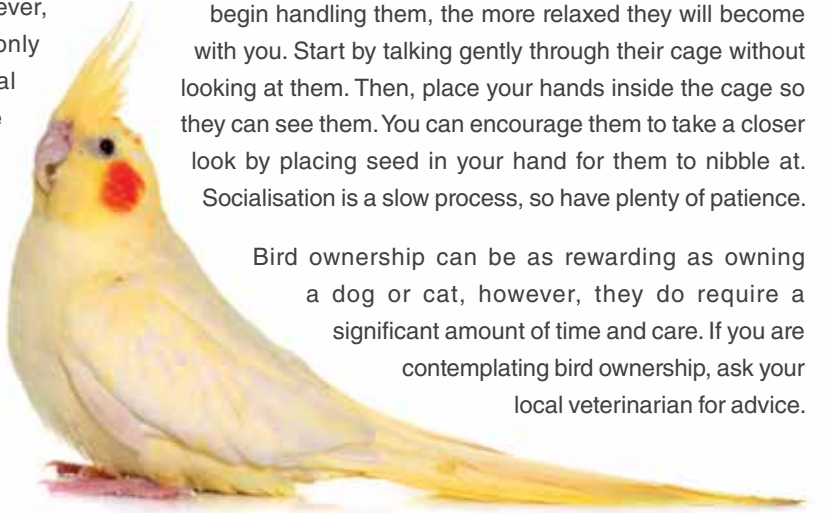 ever,
only
al
e
begin handling them, the more relaxed they will become
with you. Start by talking gently through their cage without
looking at them. Then, place your hands inside the cage so
they can see them. You can encourage them to take a closer
look by placing seed in your hand for them to nibble at.
Socialisation is a slow process, so have plenty of patience.
Bird ownership can be as rewarding as owning
a dog or cat, however, they do require a
significant amount of time and care. If you are
contemplating bird ownership, ask your
local veterinarian for advice.